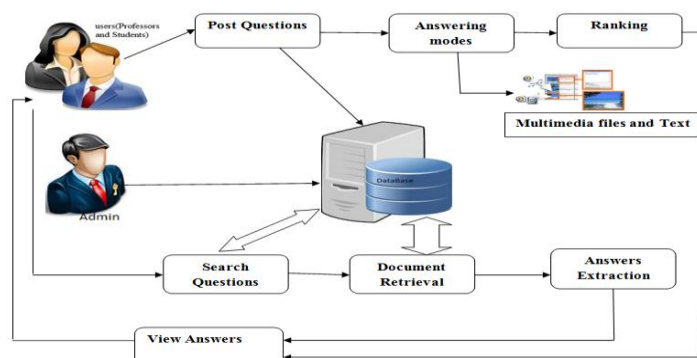 users(Professors
and Students)
Post Questions
Answering
modes
Ranking
Multimedia files and Text
DataBase
Admin
Search
Questions
Document
Retrieval
Answers
Extraction
View Answers